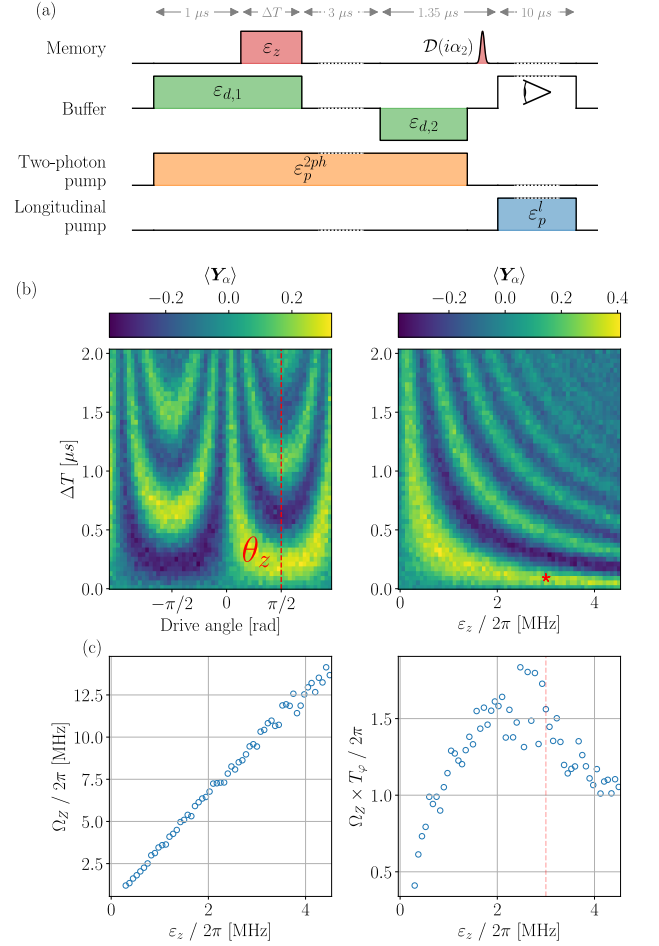 (a)
1 μs
ΔT
3 μs
1.35 μs
10 μs
Memory
ε_z
𝒟(iα₂)
Buffer
ε_{d,1}
ε_{d,2}
Two-photon
pump
ε_p^{2ph}
Longitudinal
pump
ε_p^l
(b)
⟨Y_α⟩
⟨Y_α⟩
−0.2 0.0 0.2
−0.2 0.0 0.2 0.4
ΔT [μs]
2.0
1.5
1.0
0.5
0.0
θ_z
−π/2 0 π/2
Drive angle [rad]
2.0
1.5
1.0
0.5
0.0
*
0 2 4
ε_z / 2π [MHz]
(c)
Ω_Z / 2π [MHz]
12.5
10.0
7.5
5.0
2.5
0 2 4
ε_z / 2π [MHz]
Ω_Z × T_φ / 2π
1.5
1.0
0.5
0 2 4
ε_z / 2π [MHz]